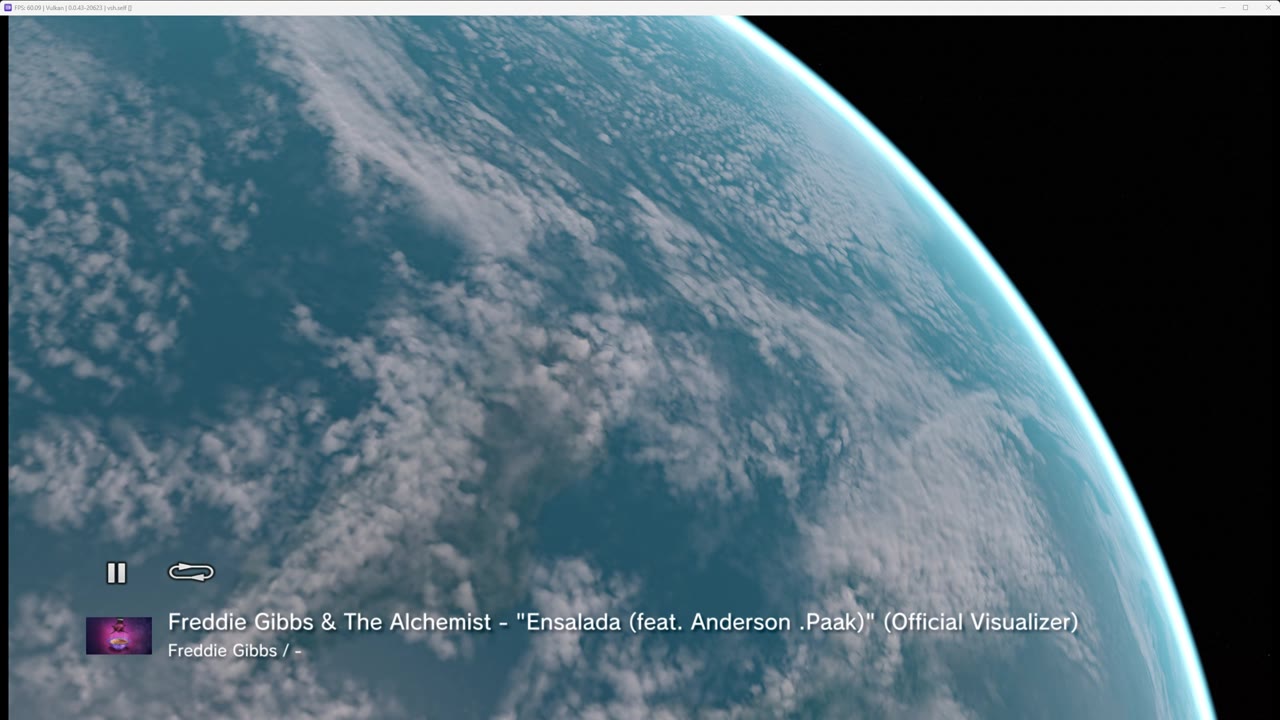 FPS: 60.09 | Vulkan | 0.0.43-20623 | vsh.self []
Freddie Gibbs & The Alchemist - "Ensalada (feat. Anderson .Paak)" (Official Visualizer)
Freddie Gibbs / -